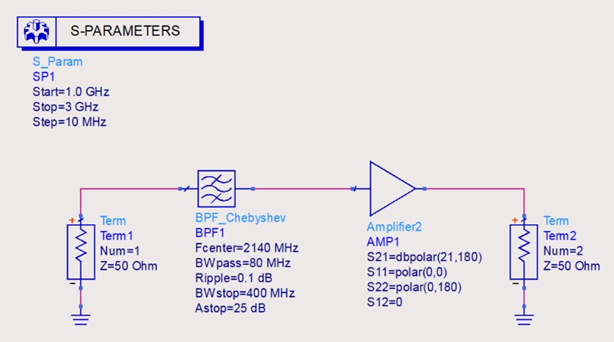 S-PARAMETERS
S_Param
SP1
Start=1.0 GHz
Stop=3 GHz
Step=10 MHz
Term
Term1
Num=1
Z=50 Ohm
BPF_Chebyshev
BPF1
Fcenter=2140 MHz
BWpass=80 MHz
Ripple=0.1 dB
BWstop=400 MHz
Astop=25 dB
Amplifier2
AMP1
S21=dbpolar(21,180)
S11=polar(0,0)
S22=polar(0,180)
S12=0
Term
Term2
Num=2
Z=50 Ohm